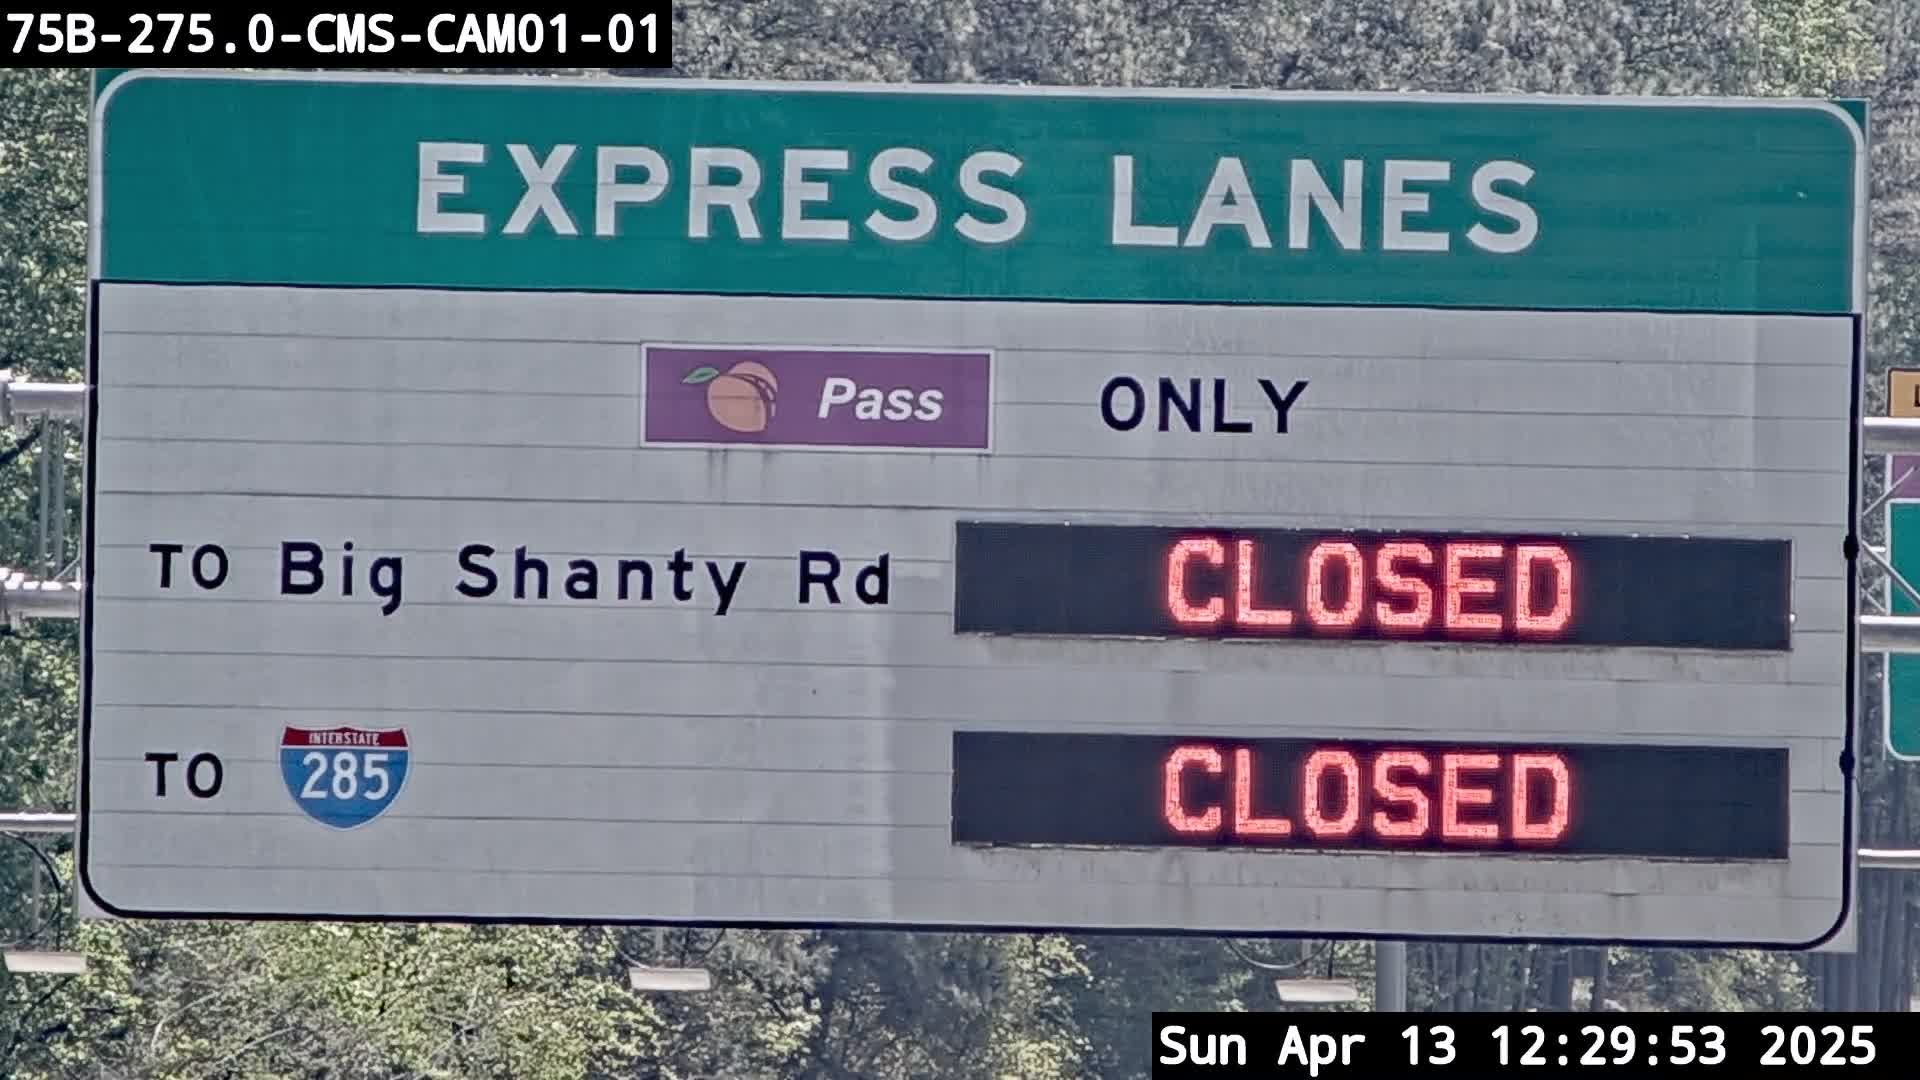 75B-275.0-CMS-CAM01-01
EXPRESS LANES
Pass ONLY
TO Big Shanty Rd CLOSED
TO INTERSTATE 285 CLOSED
Sun Apr 13 12:29:53 2025